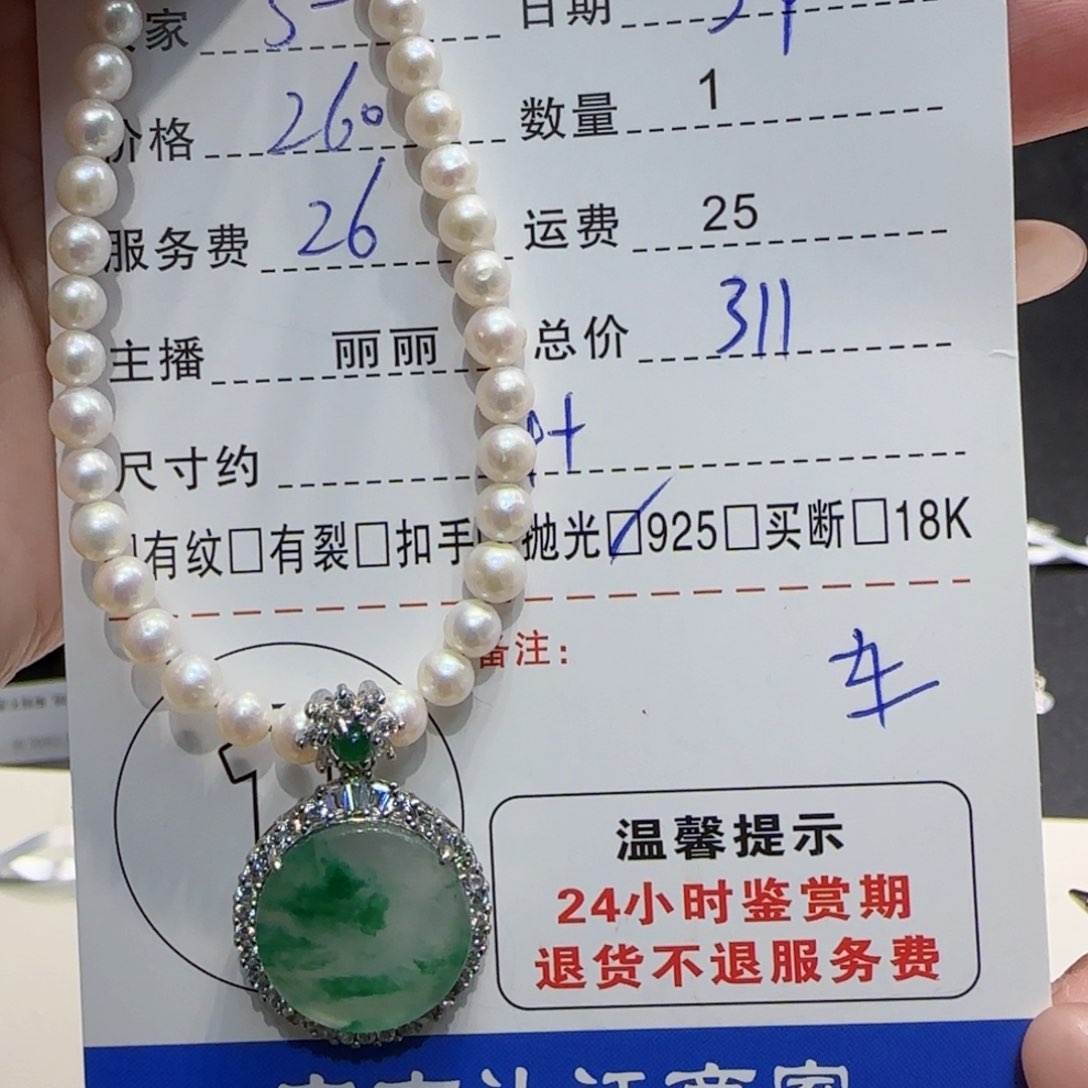 家 日期
价格 260 数量 1
服务费 26 运费 25
主播 丽丽 总价 311
尺寸约 叶
有纹□有裂□扣手 抛光☑925□买断□18K
备注:
车
温馨提示
24小时鉴赏期
退货不退服务费